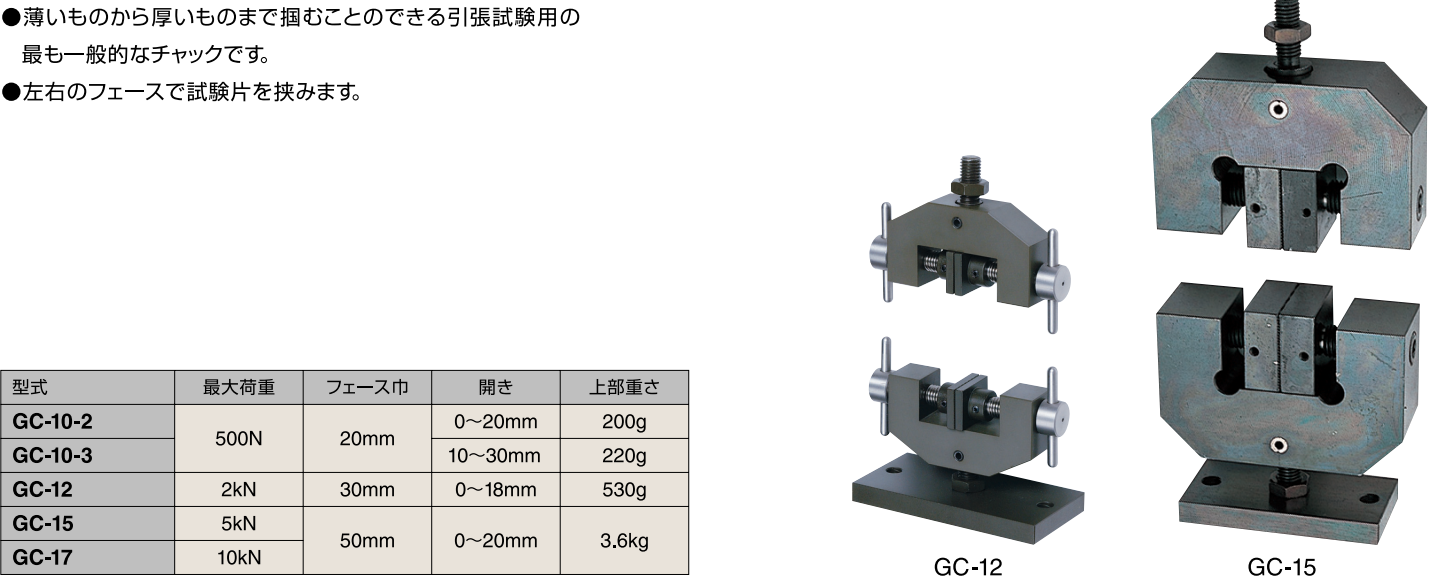 ●薄いものから厚いものまで掴むことのできる引張試験用の
最も一般的なチャックです。
●左右のフェースで試験片を挟みます。
型式 最大荷重 フェース巾 開き 上部重さ
GC-10-2 500N 20mm 0～20mm 200g
GC-10-3 10～30mm 220g
GC-12 2kN 30mm 0～18mm 530g
GC-15 5kN 50mm 0～20mm 3.6kg
GC-17 10kN
GC-12
GC-15